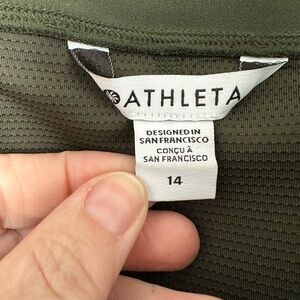 ATHLETA
DESIGNED IN
SAN FRANCISCO
CONÇU À
SAN FRANCISCO
14